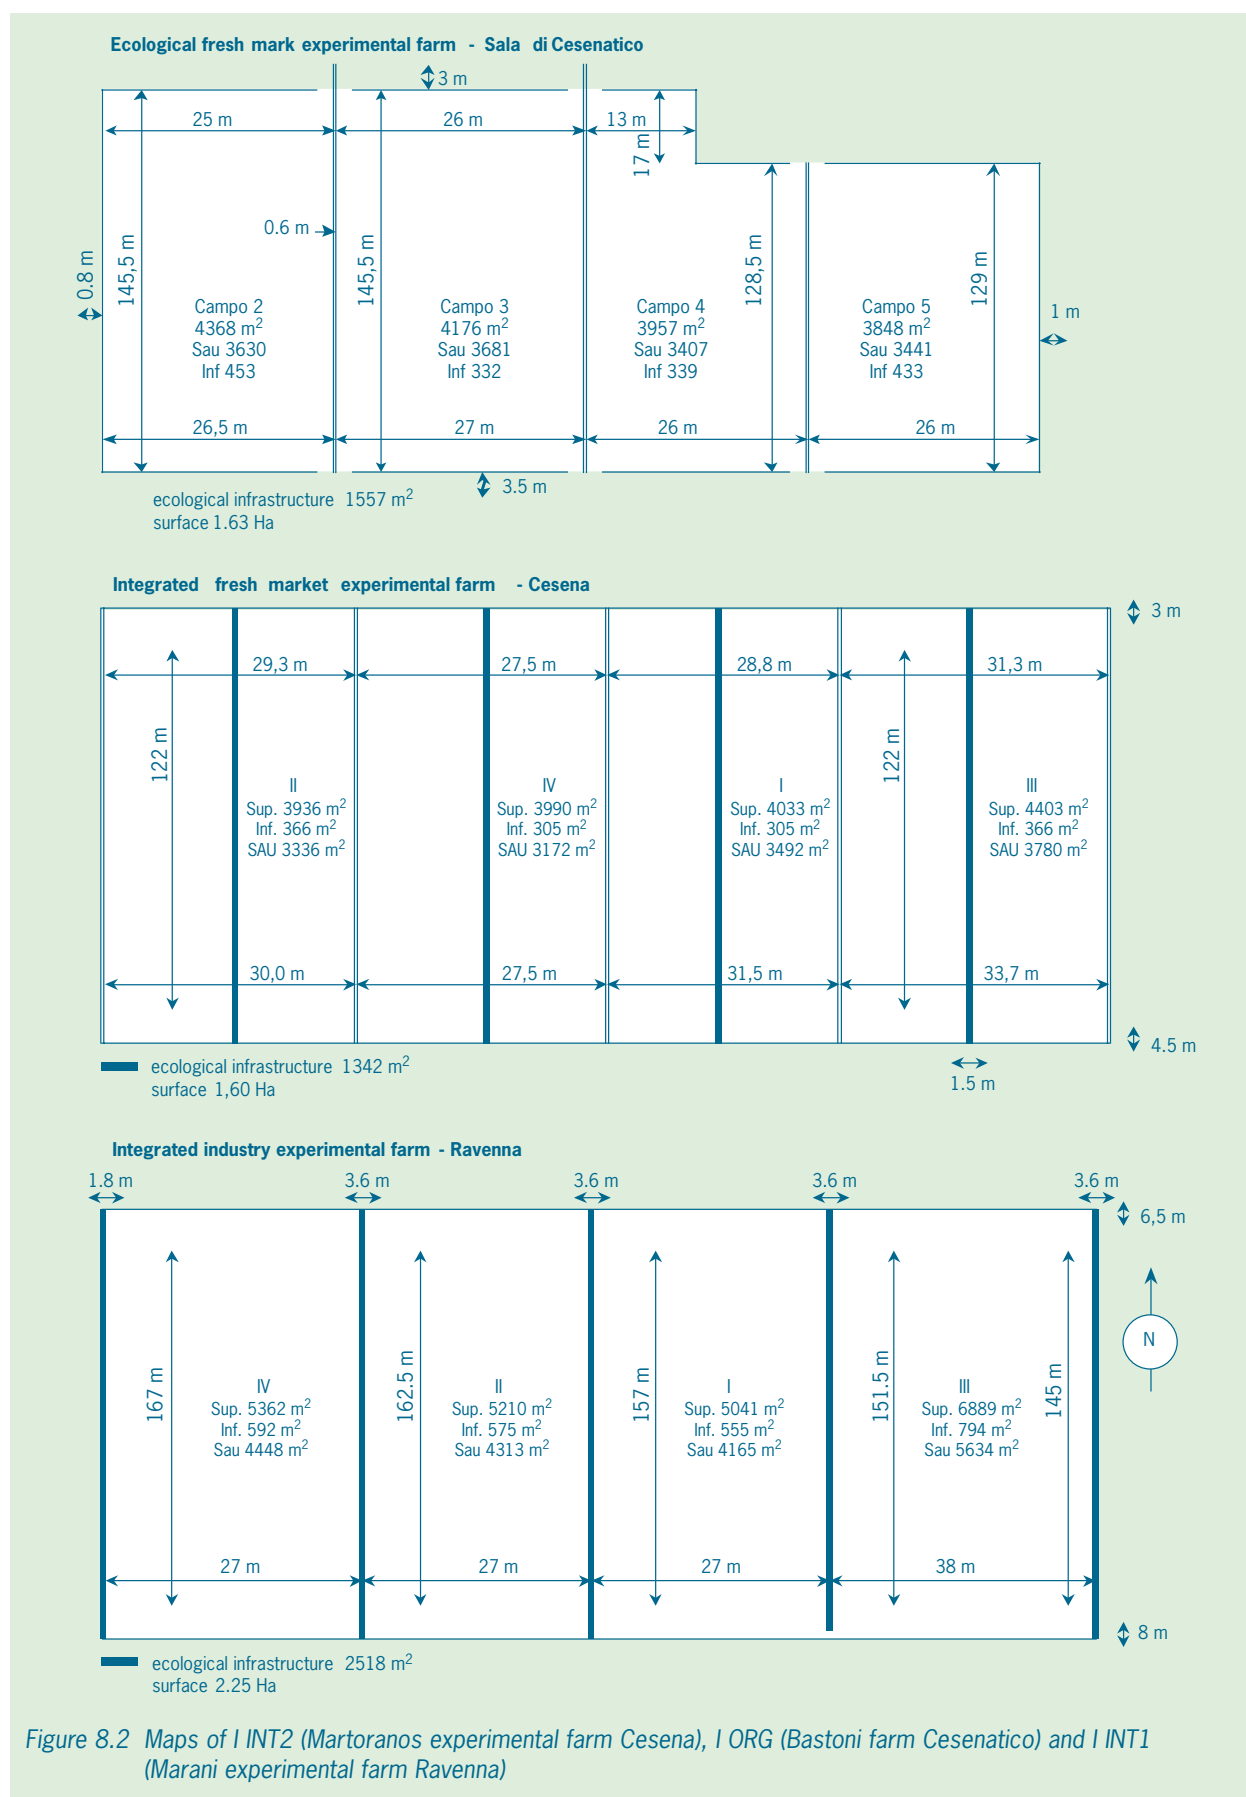 Ecological fresh mark experimental farm - Sala di Cesenatico
3 m
25 m
26 m
13 m
17 m
0.6 m
0.8 m
145,5 m
145,5 m
128,5 m
129 m
1 m
Campo 2
4368 m²
Sau 3630
Inf 453
Campo 3
4176 m²
Sau 3681
Inf 332
Campo 4
3957 m²
Sau 3407
Inf 339
Campo 5
3848 m²
Sau 3441
Inf 433
26,5 m
27 m
26 m
26 m
3.5 m
ecological infrastructure 1557 m²
surface 1.63 Ha
Integrated fresh market experimental farm - Cesena
3 m
29,3 m
27,5 m
28,8 m
31,3 m
122 m
122 m
II
Sup. 3936 m²
Inf. 366 m²
SAU 3336 m²
IV
Sup. 3990 m²
Inf. 305 m²
SAU 3172 m²
I
Sup. 4033 m²
Inf. 305 m²
SAU 3492 m²
III
Sup. 4403 m²
Inf. 366 m²
SAU 3780 m²
30,0 m
27,5 m
31,5 m
33,7 m
4.5 m
1.5 m
ecological infrastructure 1342 m²
surface 1,60 Ha
Integrated industry experimental farm - Ravenna
1.8 m
3.6 m
3.6 m
3.6 m
3.6 m
6,5 m
N
167 m
162.5 m
157 m
151.5 m
145 m
IV
Sup. 5362 m²
Inf. 592 m²
Sau 4448 m²
II
Sup. 5210 m²
Inf. 575 m²
Sau 4313 m²
I
Sup. 5041 m²
Inf. 555 m²
Sau 4165 m²
III
Sup. 6889 m²
Inf. 794 m²
Sau 5634 m²
27 m
27 m
27 m
38 m
8 m
ecological infrastructure 2518 m²
surface 2.25 Ha
Figure 8.2 Maps of I INT2 (Martoranos experimental farm Cesena), I ORG (Bastoni farm Cesenatico) and I INT1
(Marani experimental farm Ravenna)